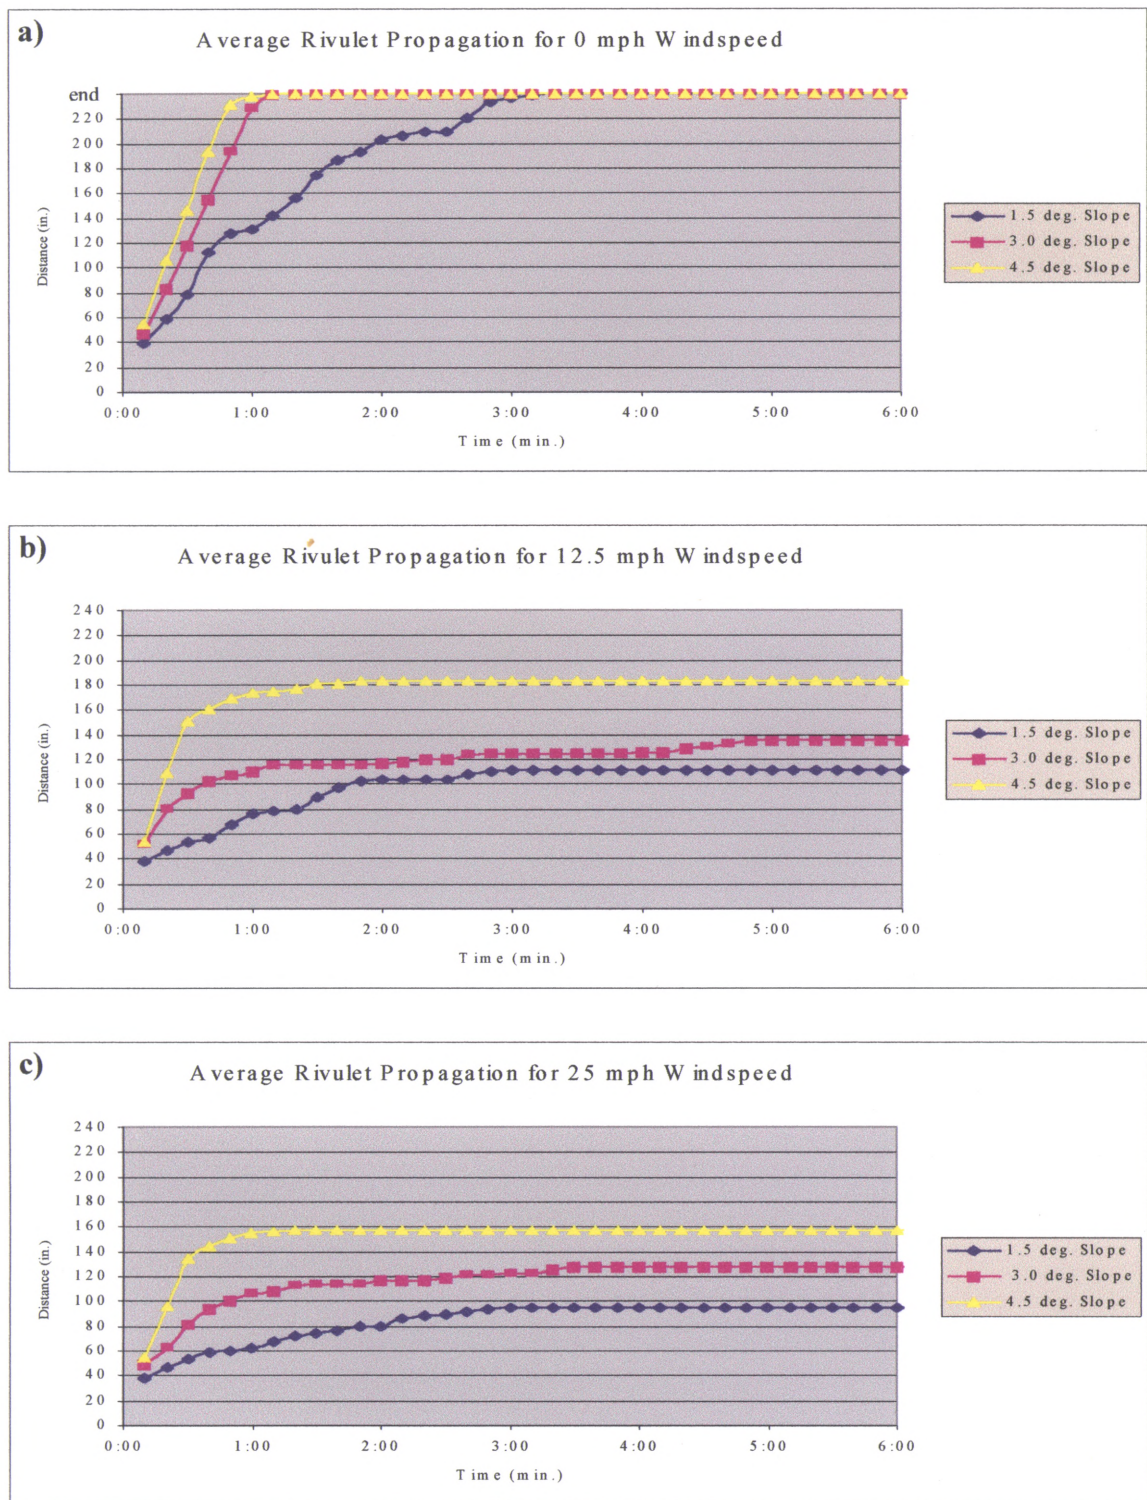 a)
Average Rivulet Propagation for 0 mph Windspeed
end
220
200
180
160
140
120
100
80
60
40
20
0
Distance (in.)
0:00 1:00 2:00 3:00 4:00 5:00 6:00
Time (min.)
1.5 deg. Slope
3.0 deg. Slope
4.5 deg. Slope
b)
Average Rivulet Propagation for 12.5 mph Windspeed
240
220
200
180
160
140
120
100
80
60
40
20
0
Distance (in.)
0:00 1:00 2:00 3:00 4:00 5:00 6:00
Time (min.)
1.5 deg. Slope
3.0 deg. Slope
4.5 deg. Slope
c)
Average Rivulet Propagation for 25 mph Windspeed
240
220
200
180
160
140
120
100
80
60
40
20
0
Distance (in.)
0:00 1:00 2:00 3:00 4:00 5:00 6:00
Time (min.)
1.5 deg. Slope
3.0 deg. Slope
4.5 deg. Slope